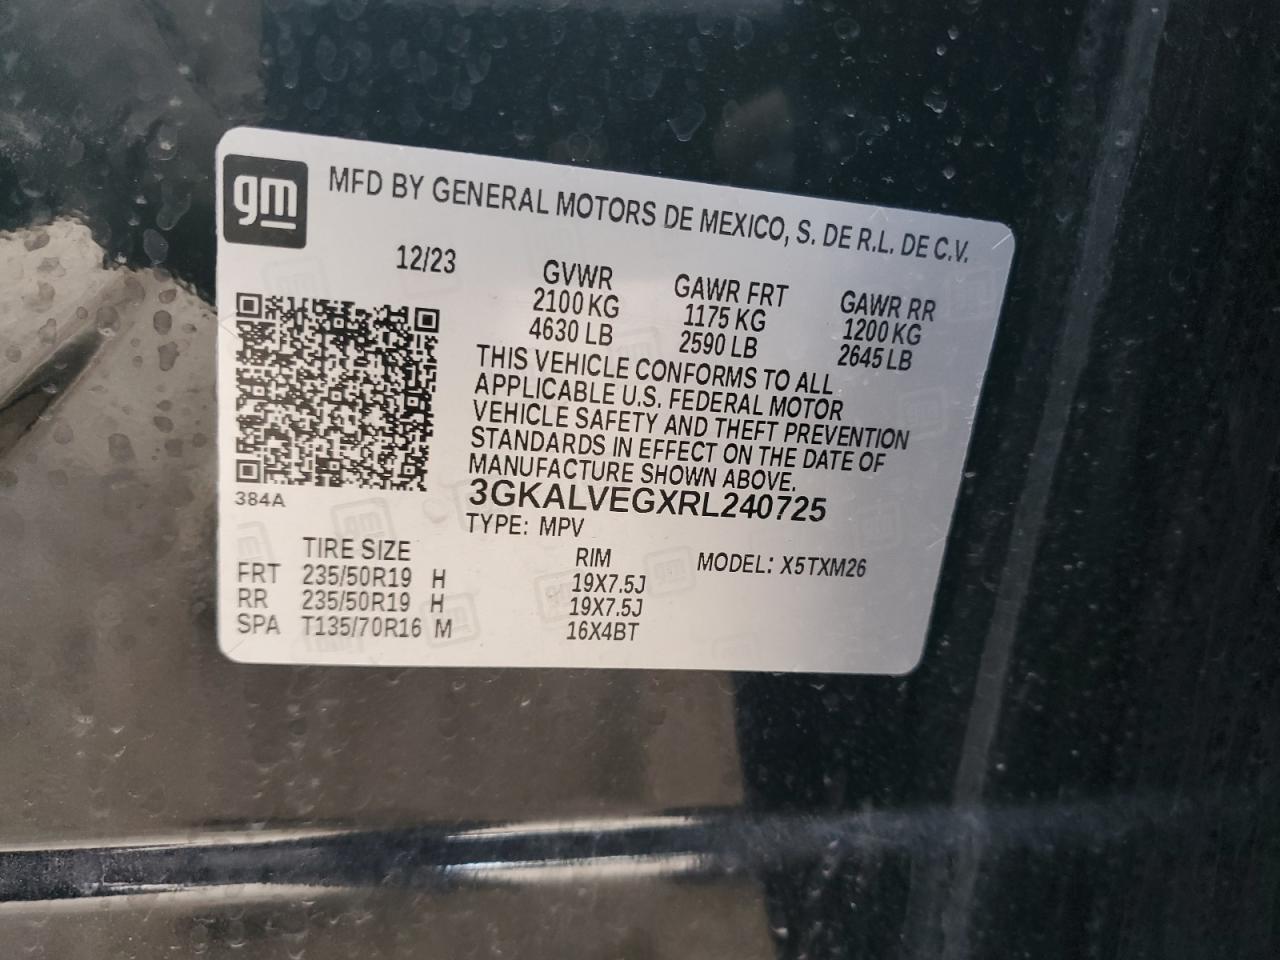 gm
MFD BY GENERAL MOTORS DE MEXICO, S. DE R.L. DE C.V.
12/23
GVWR GAWR FRT GAWR RR
2100 KG 1175 KG 1200 KG
4630 LB 2590 LB 2645 LB
THIS VEHICLE CONFORMS TO ALL
APPLICABLE U.S. FEDERAL MOTOR
VEHICLE SAFETY AND THEFT PREVENTION
STANDARDS IN EFFECT ON THE DATE OF
MANUFACTURE SHOWN ABOVE.
384A
3GKALVEGXRL240725
TYPE: MPV
TIRE SIZE RIM MODEL: X5TXM26
FRT 235/50R19 H 19X7.5J
RR 235/50R19 H 19X7.5J
SPA T135/70R16 M 16X4BT